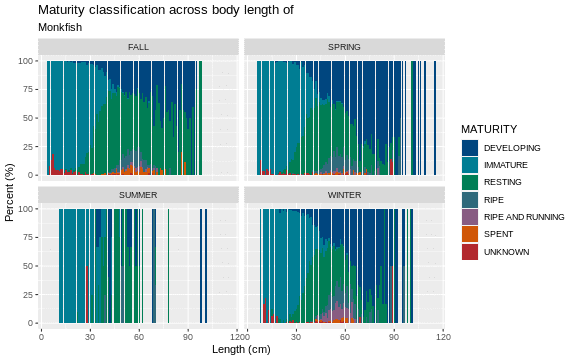 Maturity classification across body length of
Monkfish
FALL
SPRING
100
75
50
25
0
SUMMER
WINTER
100
75
50
25
0
0 30 60 90 120 0 30 60 90 120
Length (cm)
Percent (%)
MATURITY
DEVELOPING
IMMATURE
RESTING
RIPE
RIPE AND RUNNING
SPENT
UNKNOWN